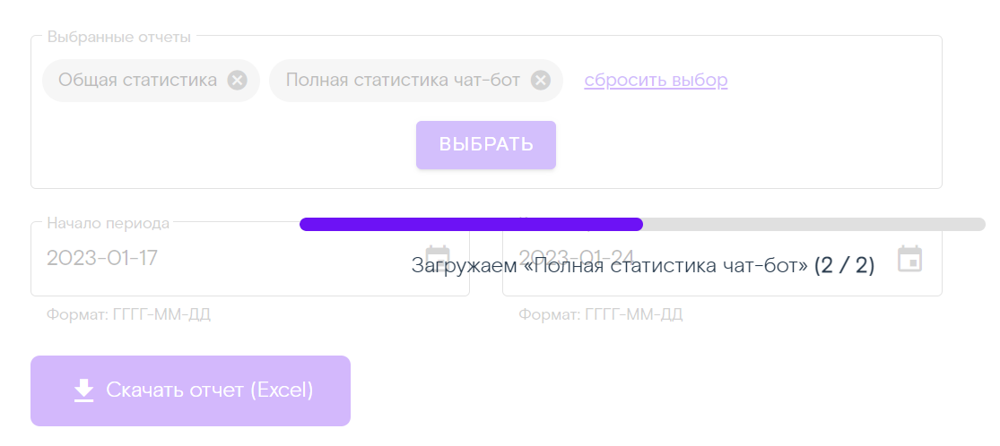 Выбранные отчеты
Общая статистика
Полная статистика чат-бот
сбросить выбор
ВЫБРАТЬ
Начало периода
2023-01-17
2023-01-24
Загружаем «Полная статистика чат-бот» (2 / 2)
Формат: ГГГГ-ММ-ДД
Формат: ГГГГ-ММ-ДД
Скачать отчет (Excel)